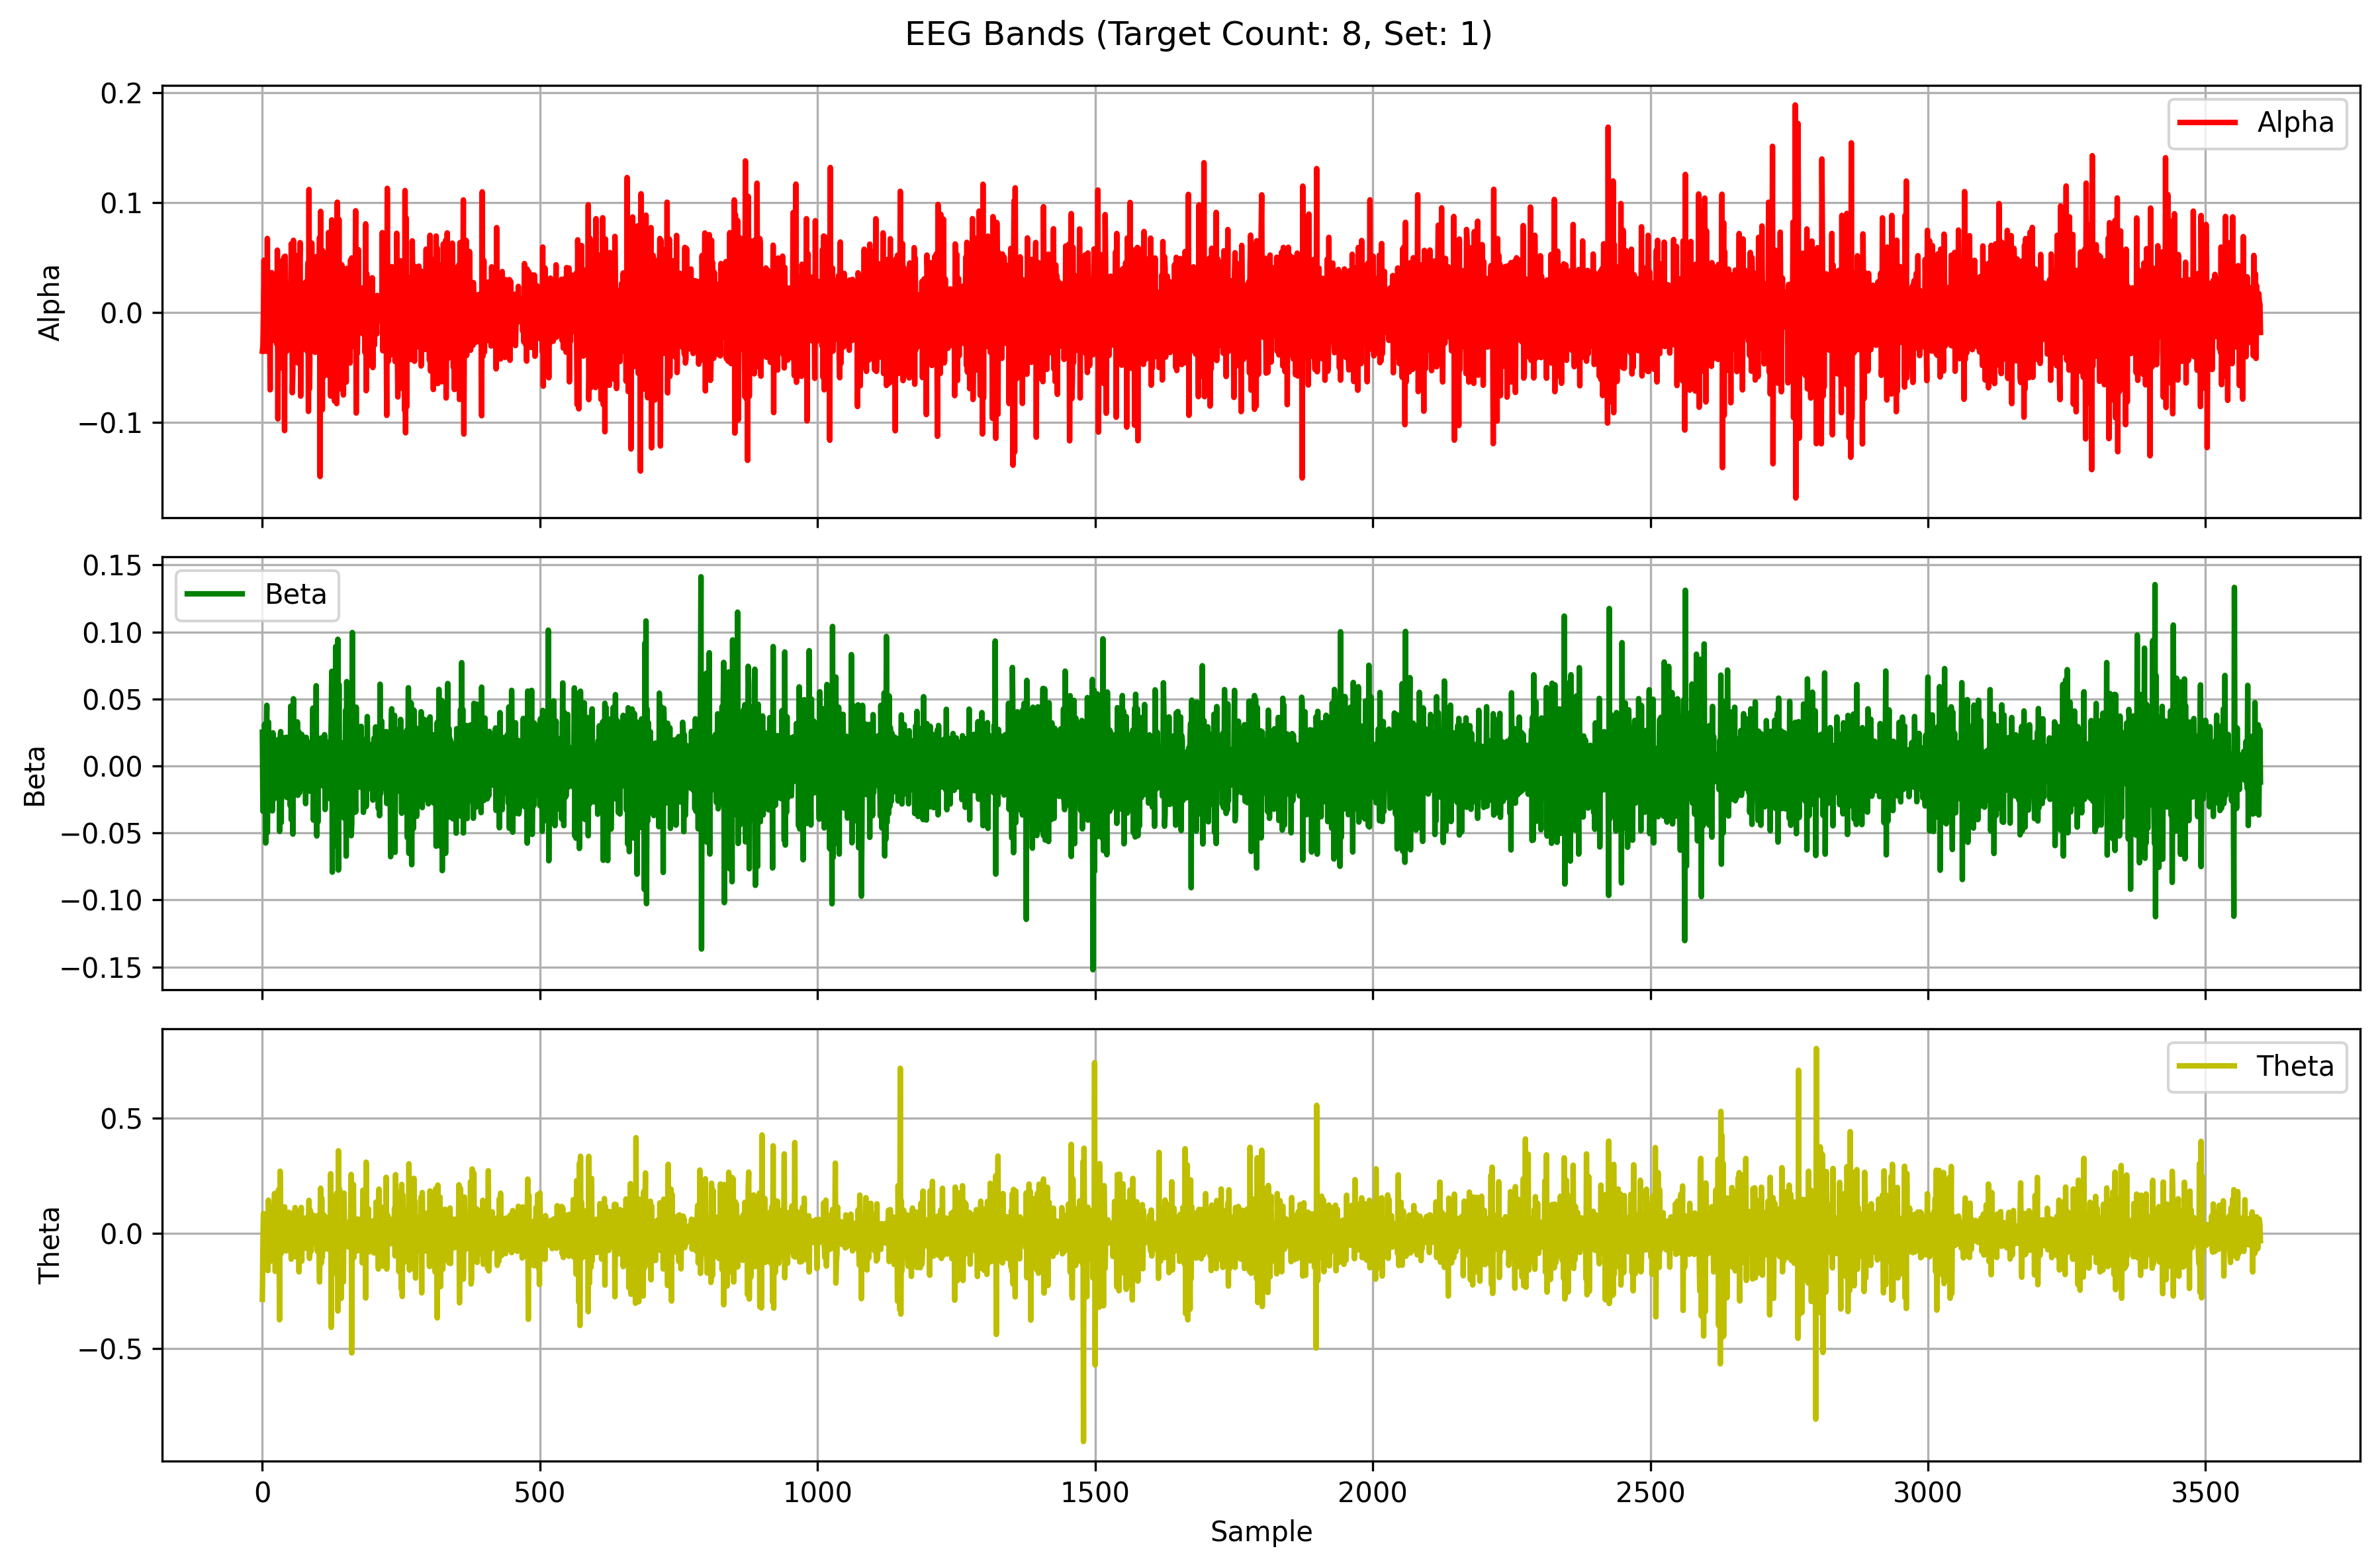 EEG Bands (Target Count: 8, Set: 1)
0.2
0.1
0.0
−0.1
Alpha
Alpha
0.15
0.10
0.05
0.00
−0.05
−0.10
−0.15
Beta
Beta
0.5
0.0
−0.5
Theta
Theta
0 500 1000 1500 2000 2500 3000 3500
Sample